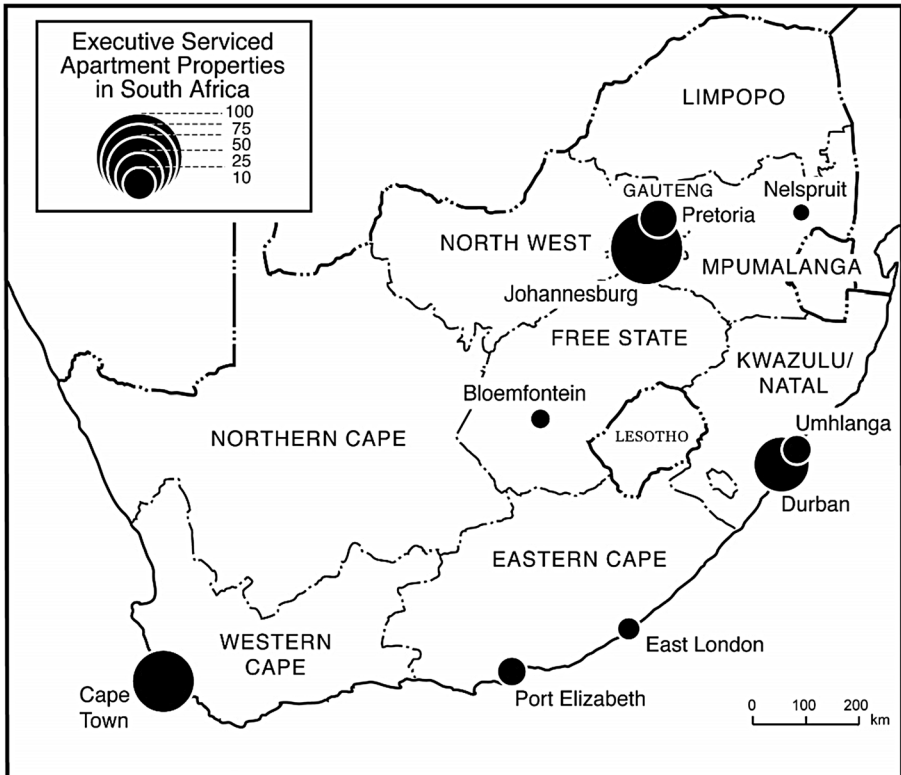 Executive Serviced
Apartment Properties
in South Africa
100
75
50
25
10
LIMPOPO
GAUTENG
Nelspruit
Pretoria
NORTH WEST
MPUMALANGA
Johannesburg
FREE STATE
KWAZULU/
NATAL
Bloemfontein
Umhlanga
NORTHERN CAPE
LESOTHO
Durban
EASTERN CAPE
WESTERN
CAPE
East London
Cape
Town
Port Elizabeth
0 100 200
km